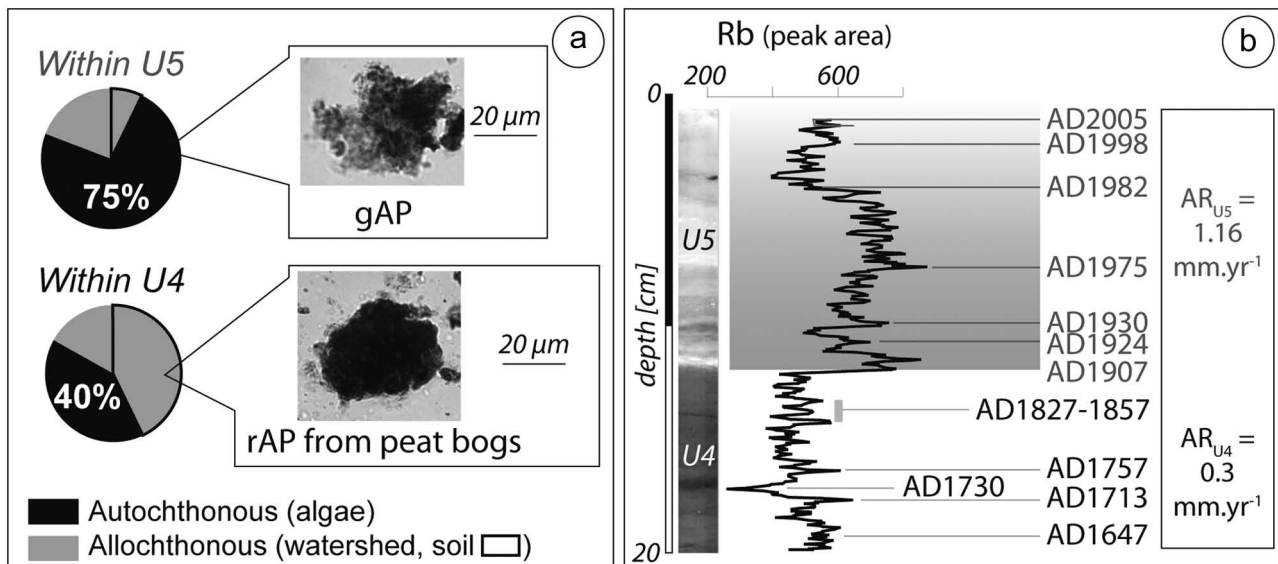 a
Within U5
75%
20 µm
gAP
Within U4
40%
20 µm
rAP from peat bogs
Autochthonous (algae)
Allochthonous (watershed, soil )
b
Rb (peak area)
200 600
0
depth [cm]
20
U5
U4
AD2005
AD1998
AD1982
AD1975
AD1930
AD1924
AD1907
AD1827-1857
AD1757
AD1730
AD1713
AD1647
ARU5 =
1.16
mm.yr-1
ARU4 =
0.3
mm.yr-1